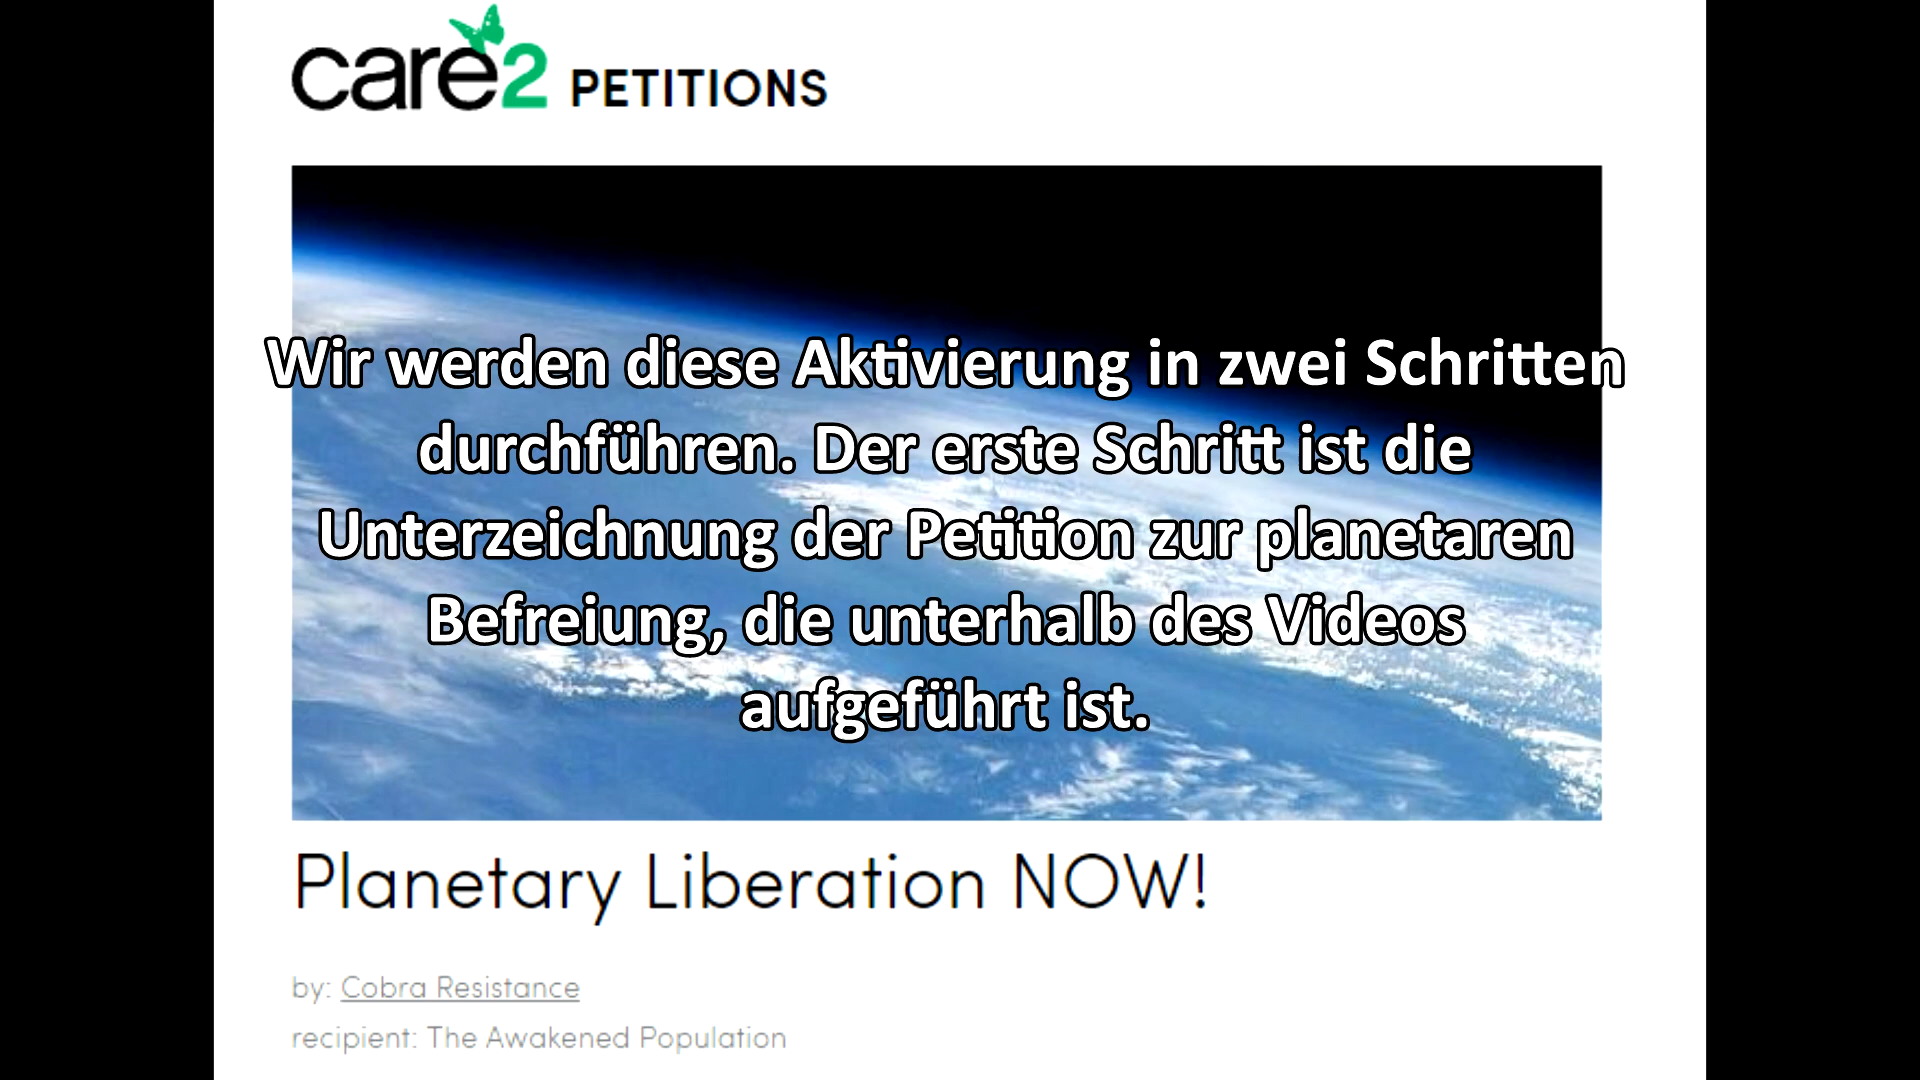 care2 PETITIONS
Wir werden diese Aktivierung in zwei Schritten
durchführen. Der erste Schritt ist die
Unterzeichnung der Petition zur planetaren
Befreiung, die unterhalb des Videos
aufgeführt ist.
Planetary Liberation NOW!
by: Cobra Resistance
recipient: The Awakened Population